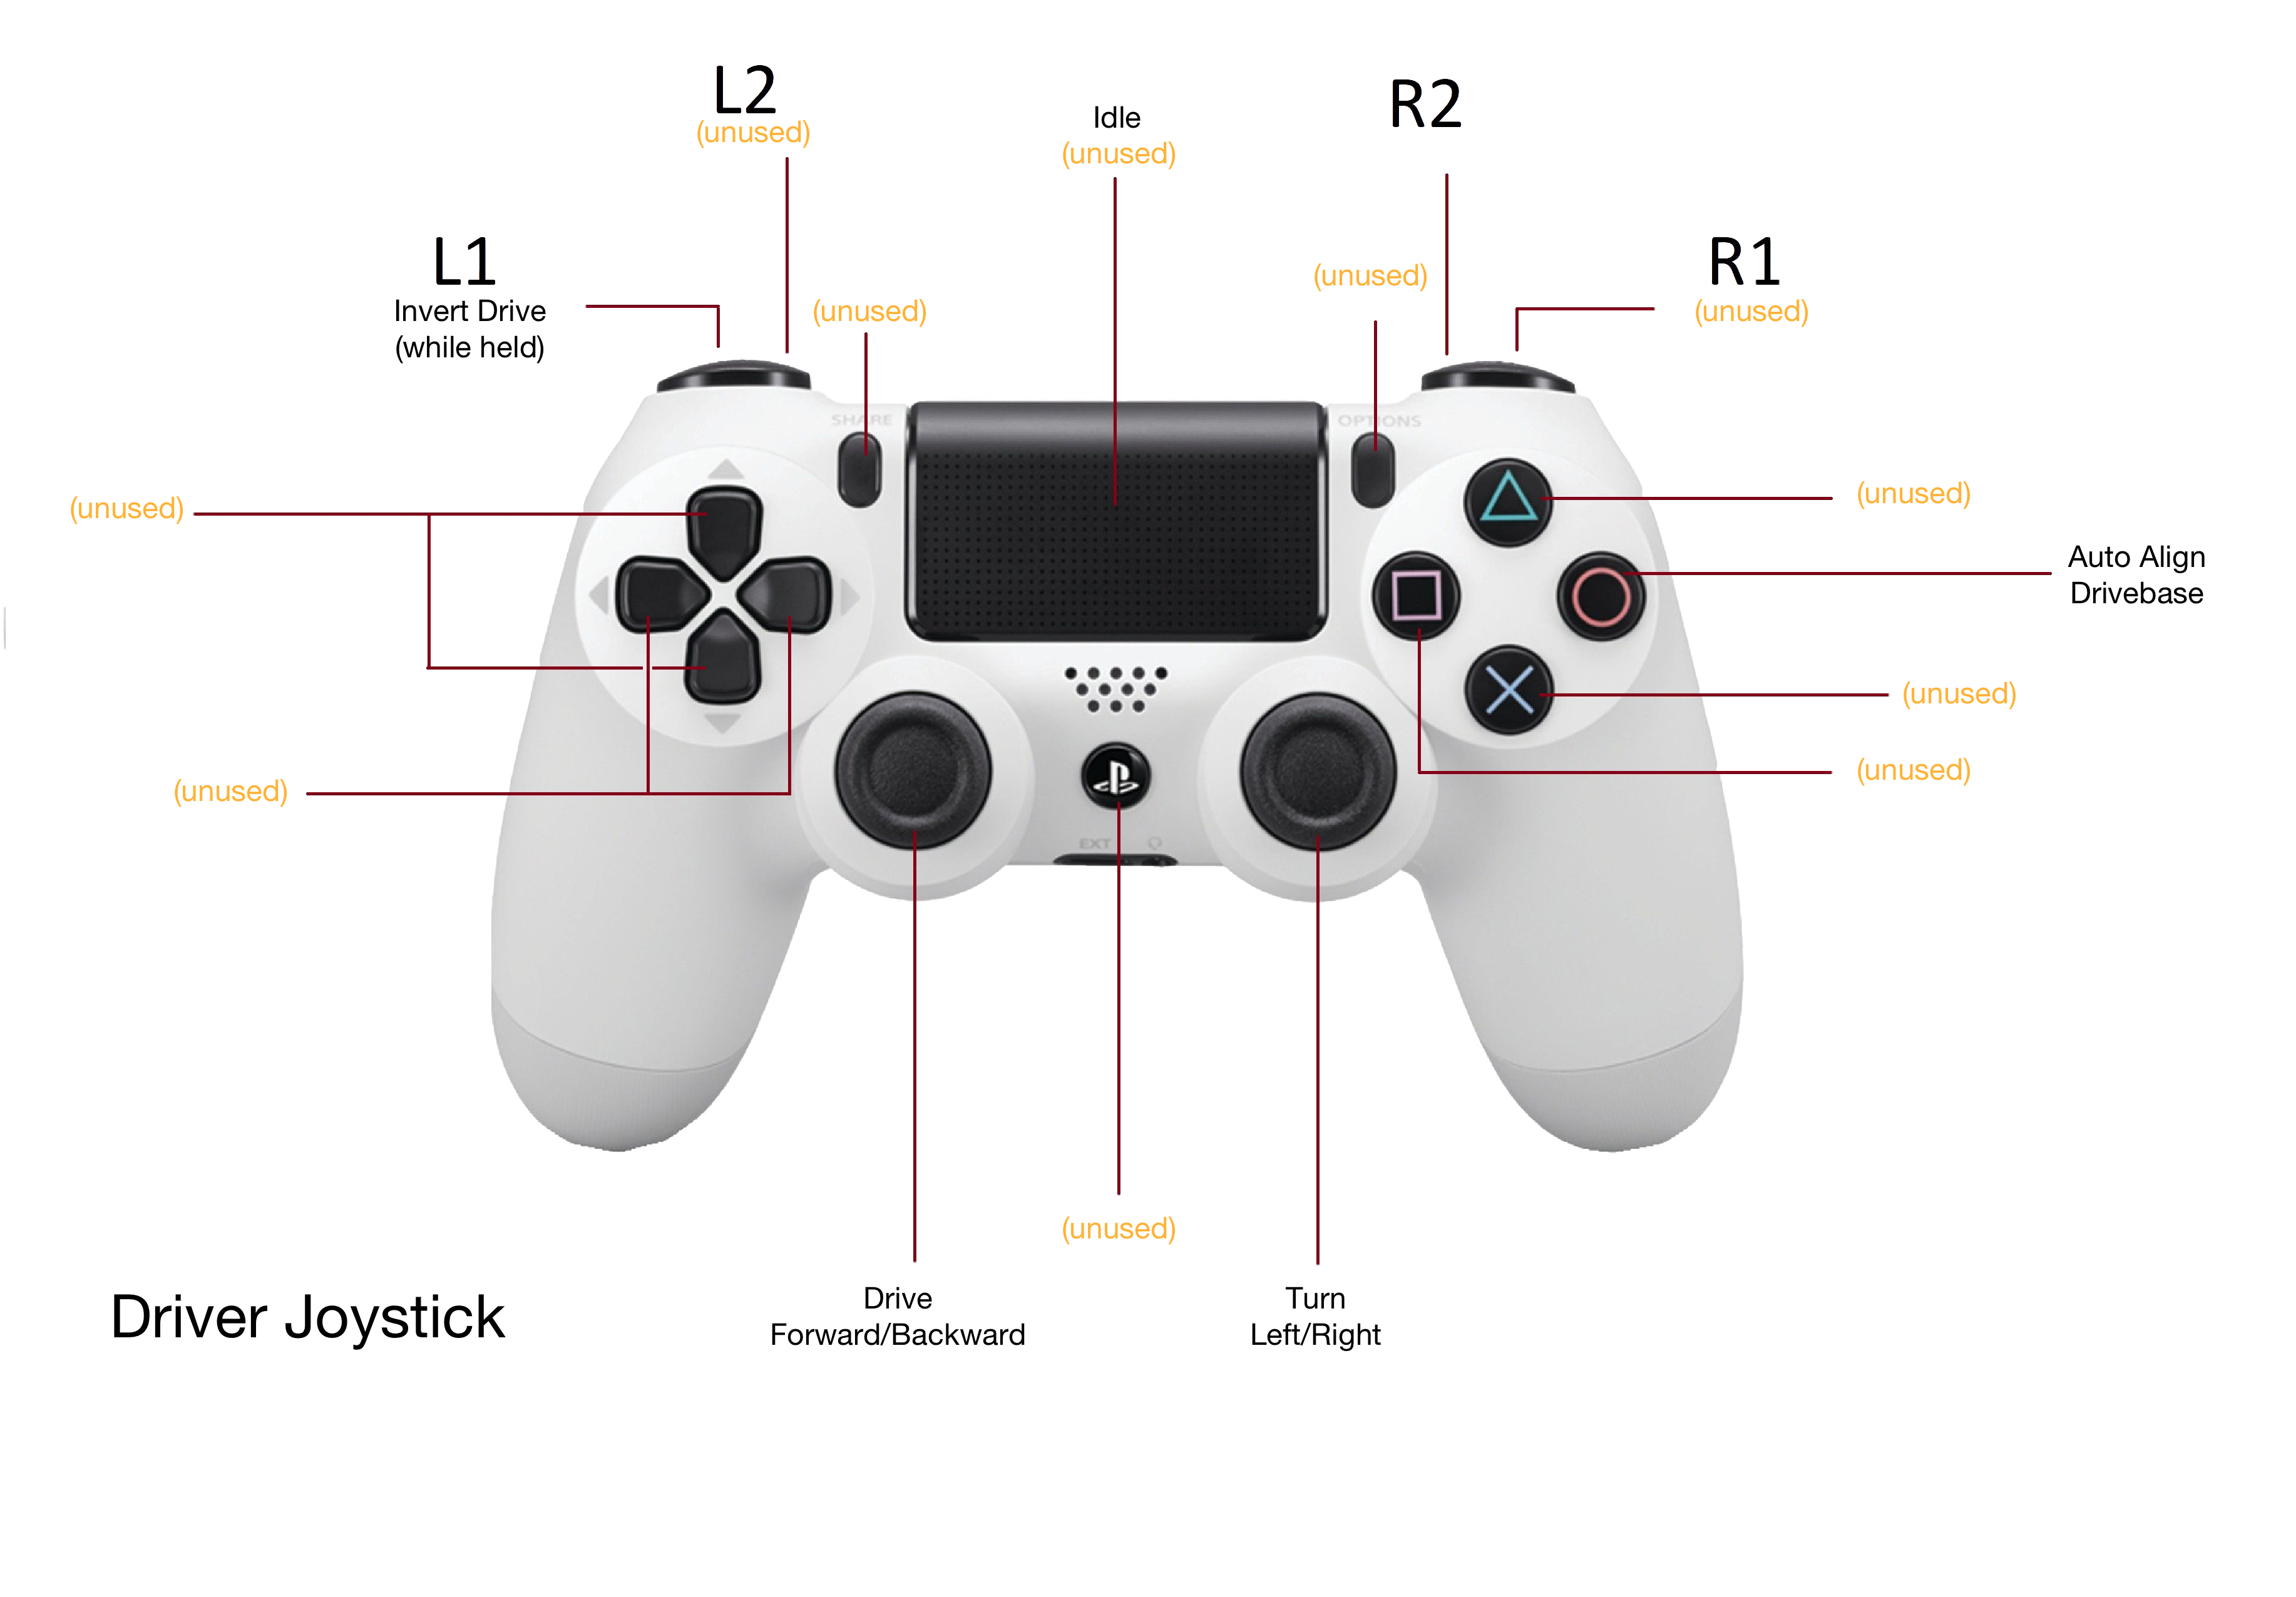 L2
(unused)
Idle
(unused)
R2
L1
Invert Drive
(while held)
(unused)
(unused)
R1
(unused)
SHARE
OPTIONS
(unused)
(unused)
Auto Align
Drivebase
(unused)
(unused)
(unused)
EXT
(unused)
Driver Joystick
Drive
Forward/Backward
Turn
Left/Right